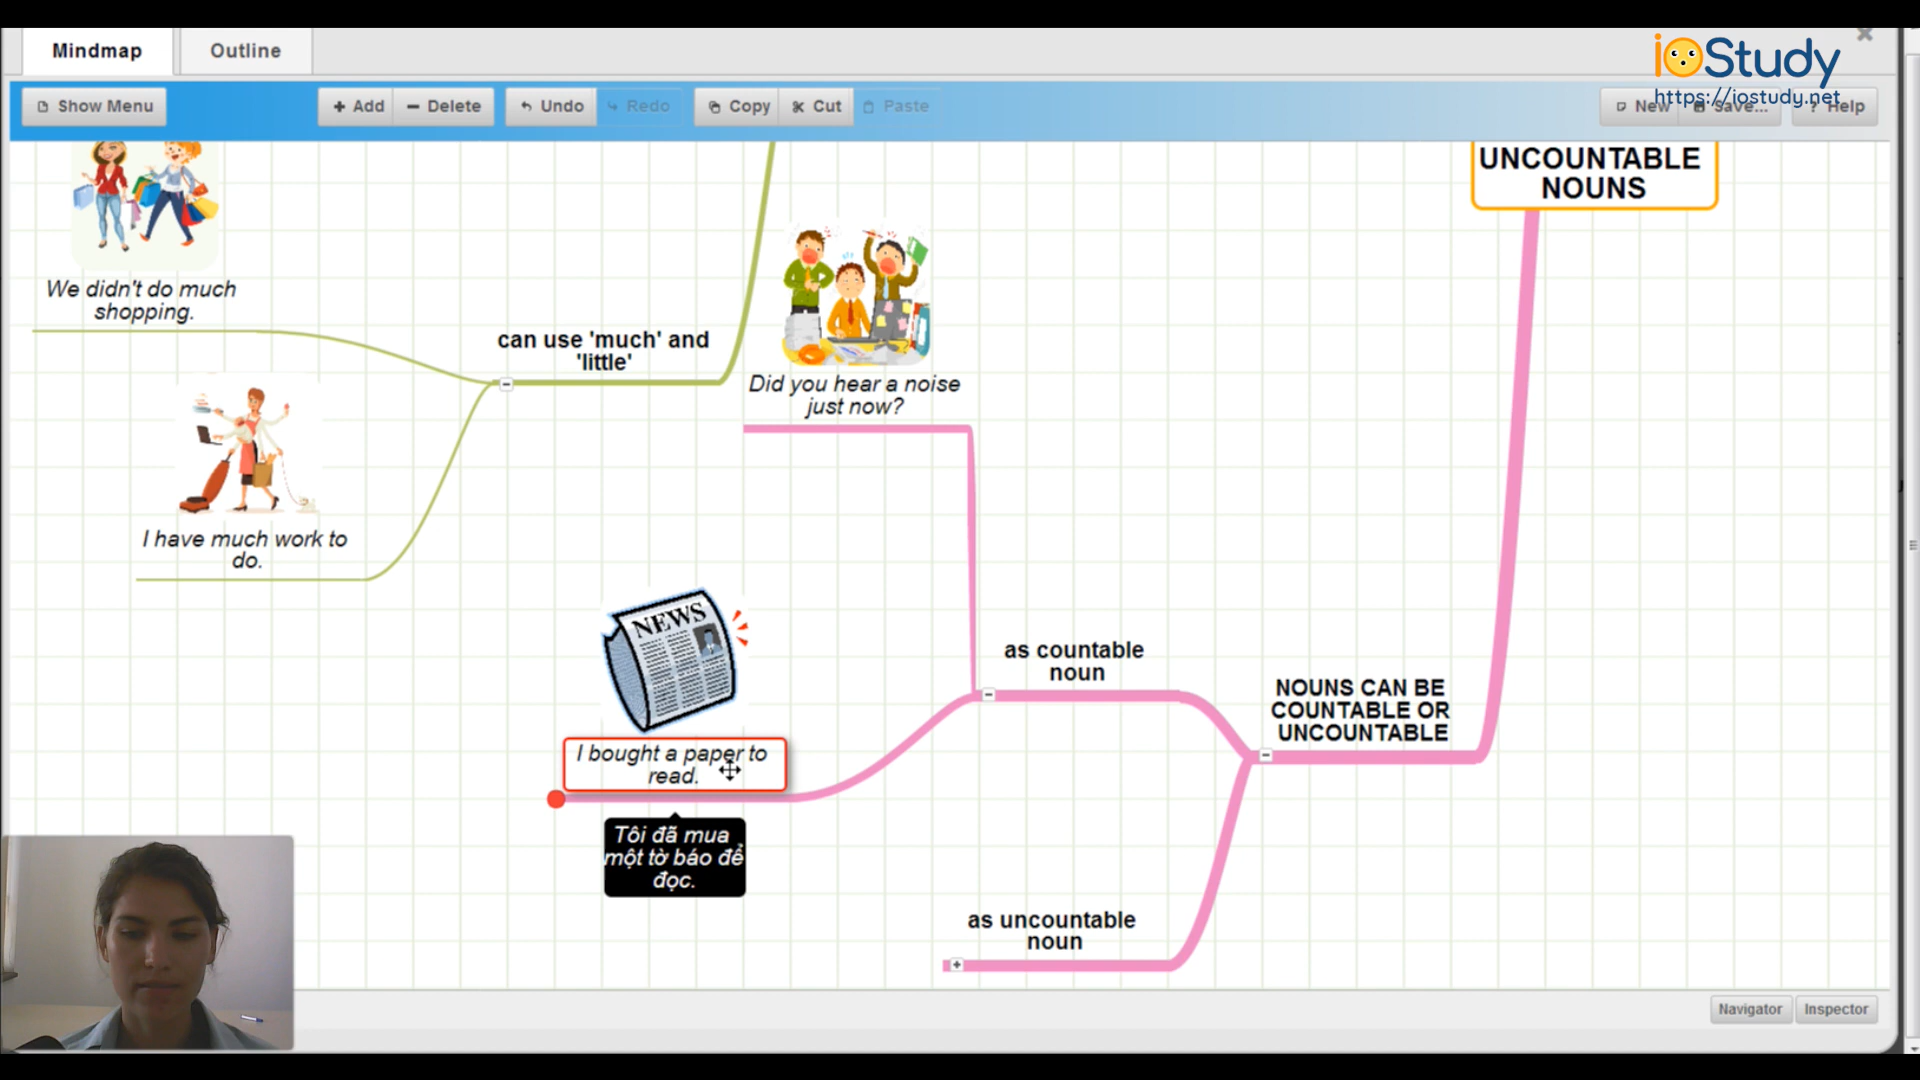 Mindmap
Outline
ioStudy
https://iostudy.net
Show Menu
Add
Delete
Undo
Redo
Copy
Cut
Paste
New
Save...
? Help
UNCOUNTABLE
NOUNS
We didn't do much
shopping.
can use 'much' and
'little'
Did you hear a noise
just now?
I have much work to
do.
NEWS
I bought a paper to
read.
Tôi đã mua
một tờ báo để
đọc.
as countable
noun
NOUNS CAN BE
COUNTABLE OR
UNCOUNTABLE
as uncountable
noun
Navigator
Inspector